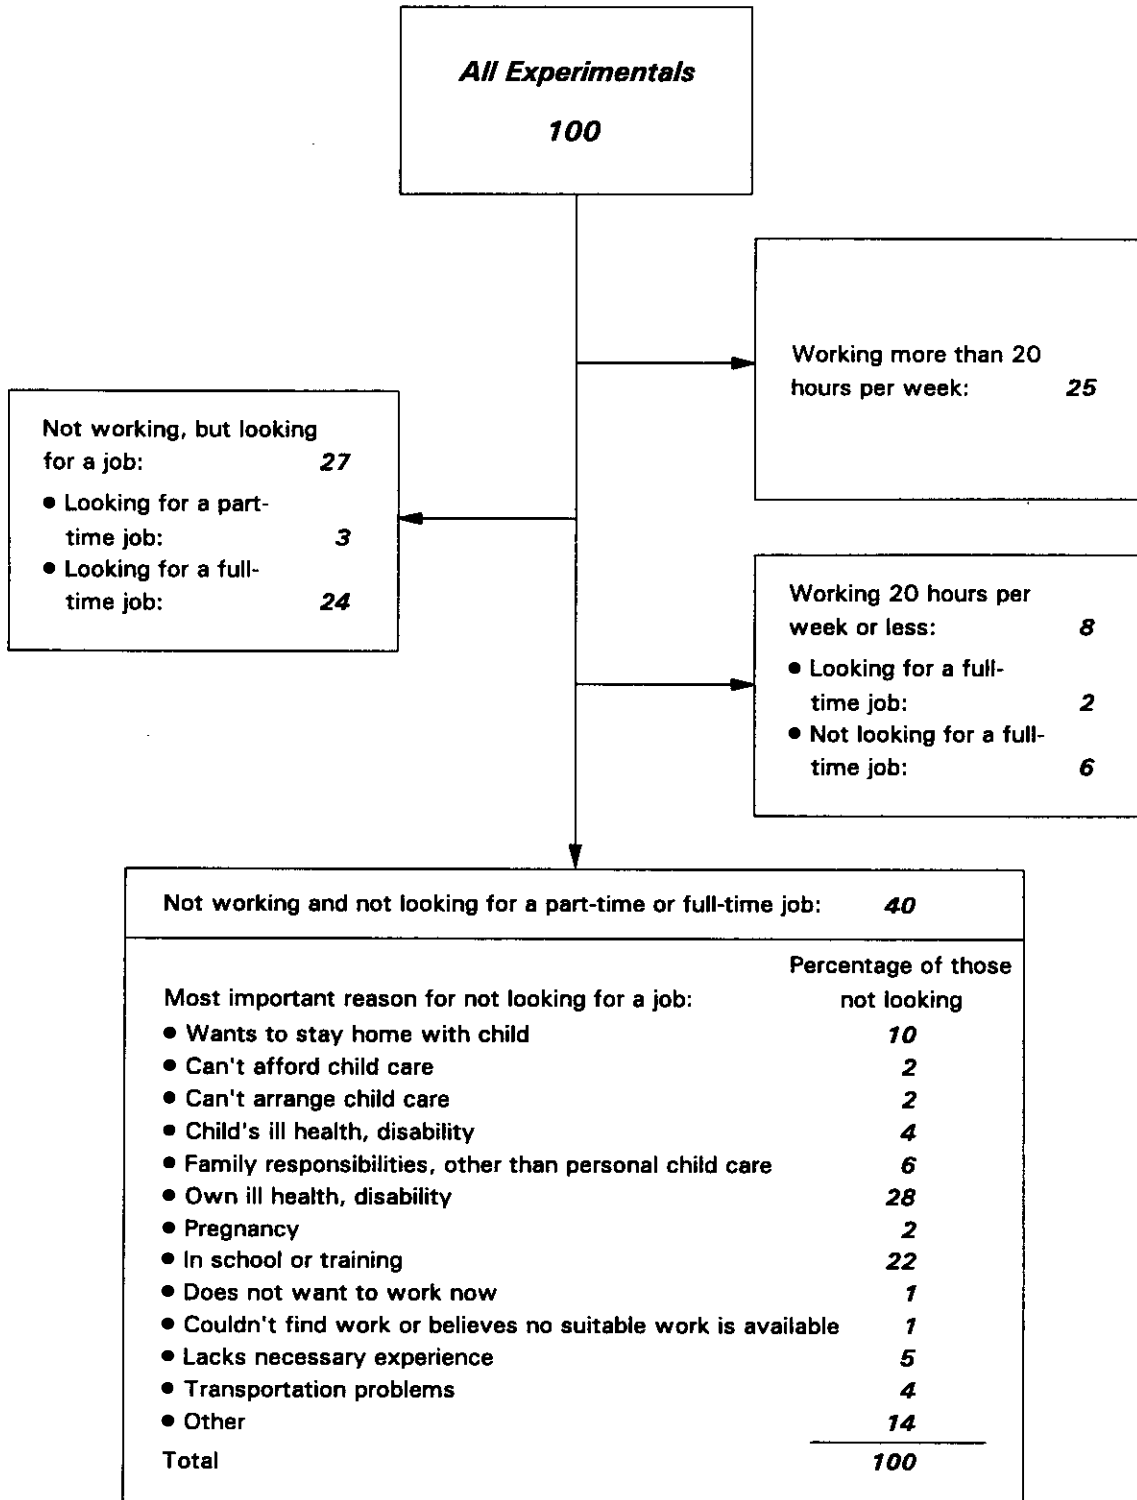 All Experimentals
100
Working more than 20
hours per week: 25
Not working, but looking
for a job: 27
• Looking for a part-
time job: 3
• Looking for a full-
time job: 24
Working 20 hours per
week or less: 8
• Looking for a full-
time job: 2
• Not looking for a full-
time job: 6
Not working and not looking for a part-time or full-time job: 40
Percentage of those
Most important reason for not looking for a job: not looking
• Wants to stay home with child 10
• Can't afford child care 2
• Can't arrange child care 2
• Child's ill health, disability 4
• Family responsibilities, other than personal child care 6
• Own ill health, disability 28
• Pregnancy 2
• In school or training 22
• Does not want to work now 1
• Couldn't find work or believes no suitable work is available 1
• Lacks necessary experience 5
• Transportation problems 4
• Other 14
Total 100